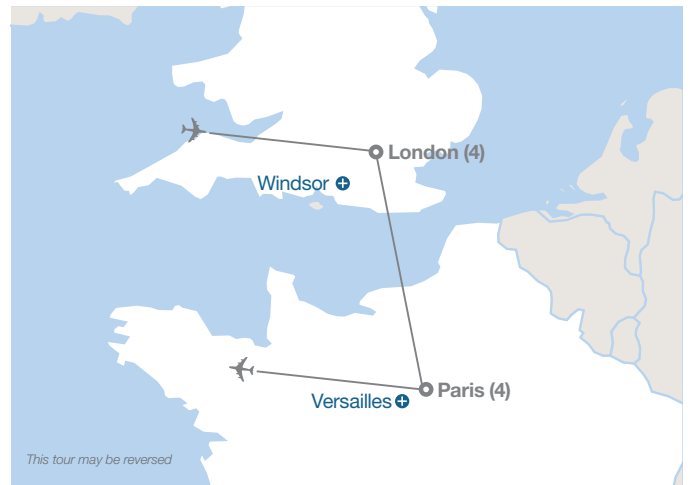 London (4)
Windsor
Paris (4)
Versailles
This tour may be reversed